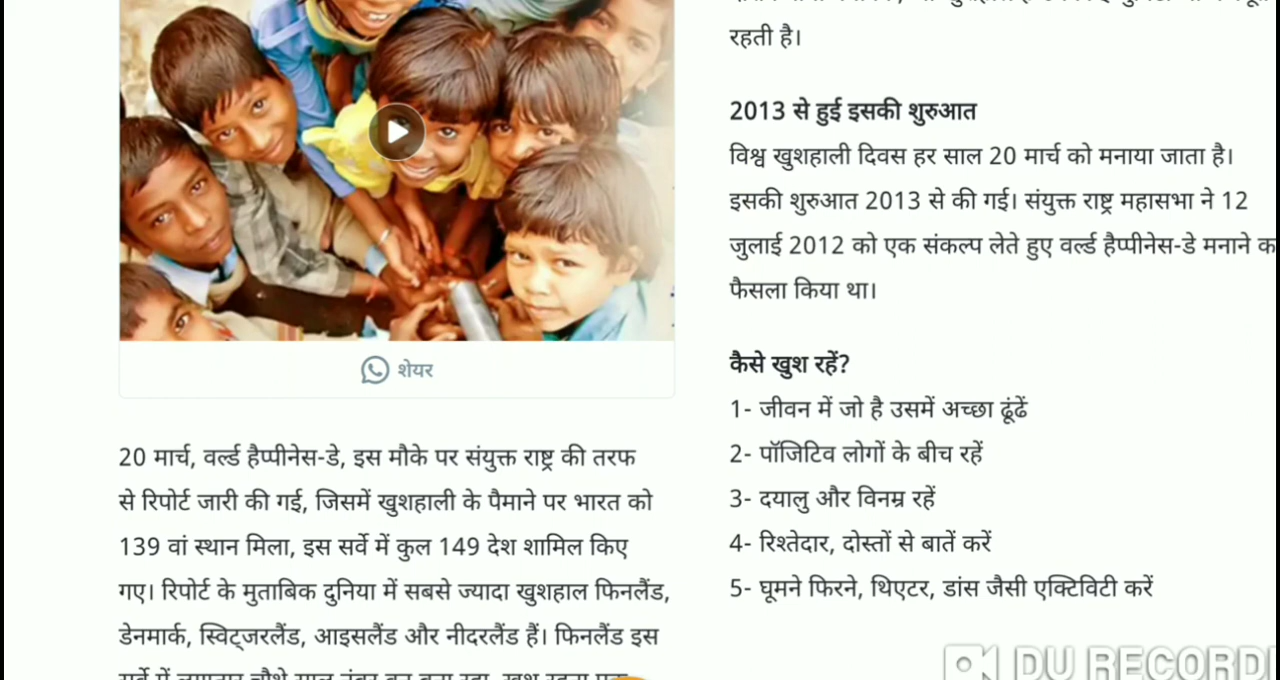 शेयर
20 मार्च, वर्ल्ड हैप्पीनेस-डे, इस मौके पर संयुक्त राष्ट्र की तरफ
से रिपोर्ट जारी की गई, जिसमें खुशहाली के पैमाने पर भारत को
139 वां स्थान मिला, इस सर्वे में कुल 149 देश शामिल किए
गए। रिपोर्ट के मुताबिक दुनिया में सबसे ज्यादा खुशहाल फिनलैंड,
डेनमार्क, स्विट्जरलैंड, आइसलैंड और नीदरलैंड हैं। फिनलैंड इस
रहती है।
2013 से हुई इसकी शुरुआत
विश्व खुशहाली दिवस हर साल 20 मार्च को मनाया जाता है।
इसकी शुरुआत 2013 से की गई। संयुक्त राष्ट्र महासभा ने 12
जुलाई 2012 को एक संकल्प लेते हुए वर्ल्ड हैप्पीनेस-डे मनाने
फैसला किया था।
कैसे खुश रहें?
1- जीवन में जो है उसमें अच्छा ढूंढें
2- पॉजिटिव लोगों के बीच रहें
3- दयालु और विनम्र रहें
4- रिश्तेदार, दोस्तों से बातें करें
5- घूमने फिरने, थिएटर, डांस जैसी एक्टिविटी करें
DU RECORD